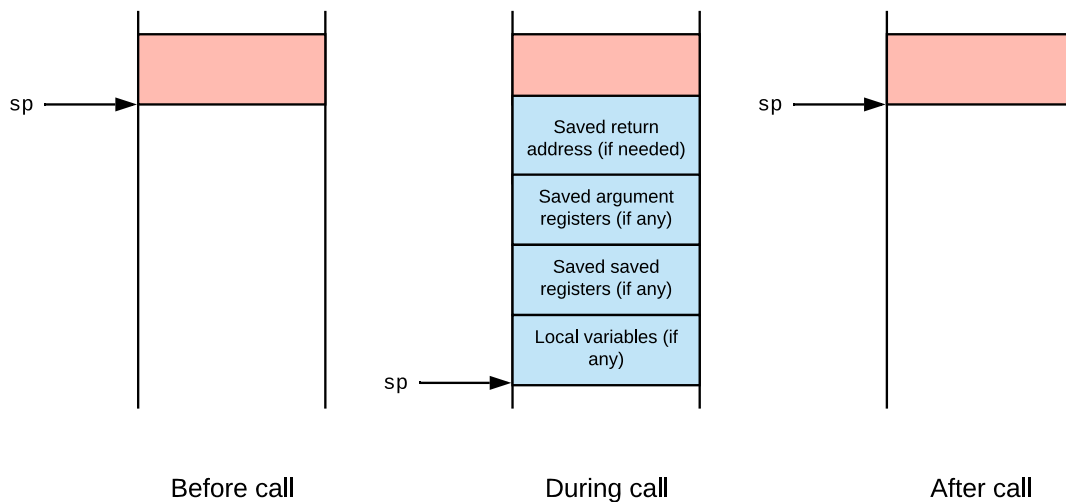 sp
Before call
Saved return
address (if needed)
Saved argument
registers (if any)
Saved saved
registers (if any)
Local variables (if
any)
sp
During call
sp
After call